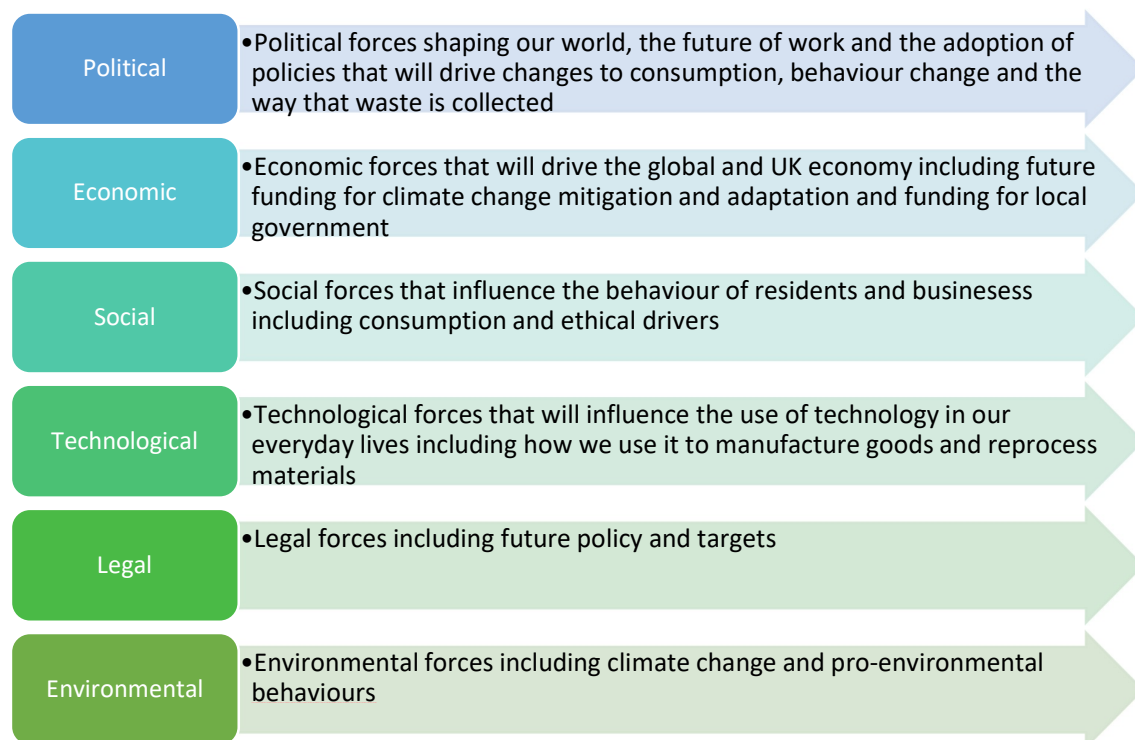 Political
•Political forces shaping our world, the future of work and the adoption of
policies that will drive changes to consumption, behaviour change and the
way that waste is collected
Economic
•Economic forces that will drive the global and UK economy including future
funding for climate change mitigation and adaptation and funding for local
government
Social
•Social forces that influence the behaviour of residents and businesess
including consumption and ethical drivers
Technological
•Technological forces that will influence the use of technology in our
everyday lives including how we use it to manufacture goods and reprocess
materials
Legal
•Legal forces including future policy and targets
Environmental
•Environmental forces including climate change and pro-environmental
behaviours